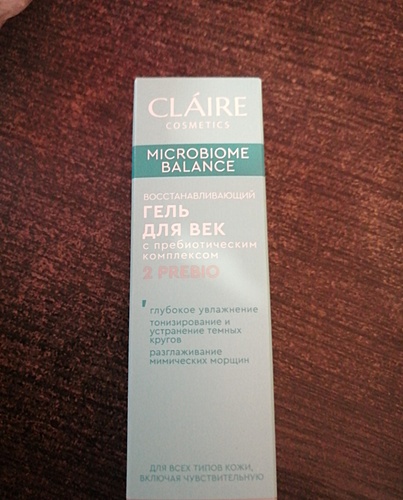 CLÁIRE
COSMETICS
MICROBIOME
BALANCE
ВОССТАНАВЛИВАЮЩИЙ
ГЕЛЬ
ДЛЯ ВЕК
с пребиотическим
комплексом
2 PREBIO
глубокое увлажнение
тонизирование и
устранение темных
кругов
разглаживание
мимических морщин
ДЛЯ ВСЕХ ТИПОВ КОЖИ,
ВКЛЮЧАЯ ЧУВСТВИТЕЛЬНУЮ